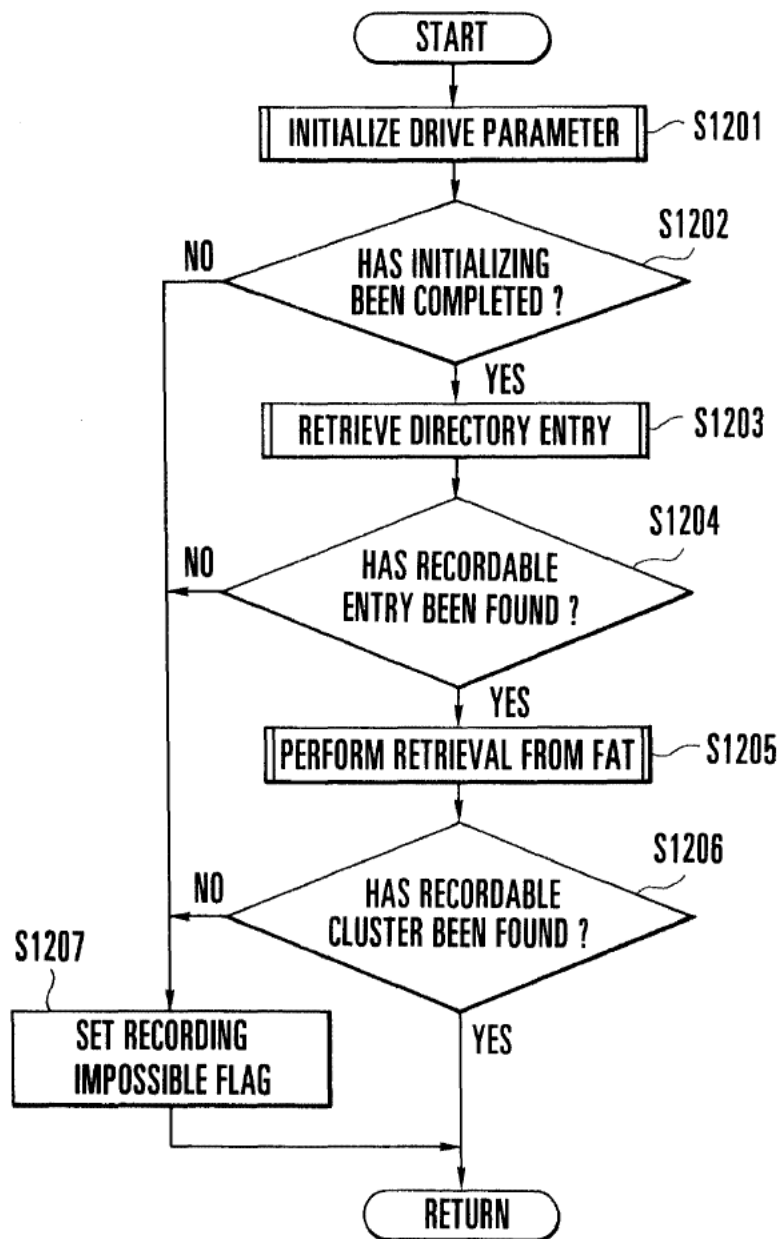 START
INITIALIZE DRIVE PARAMETER
S1201
S1202
NO
HAS INITIALIZING
BEEN COMPLETED ?
YES
RETRIEVE DIRECTORY ENTRY
S1203
S1204
NO
HAS RECORDABLE
ENTRY BEEN FOUND ?
YES
PERFORM RETRIEVAL FROM FAT
S1205
S1206
NO
HAS RECORDABLE
CLUSTER BEEN FOUND ?
S1207
YES
SET RECORDING
IMPOSSIBLE FLAG
RETURN